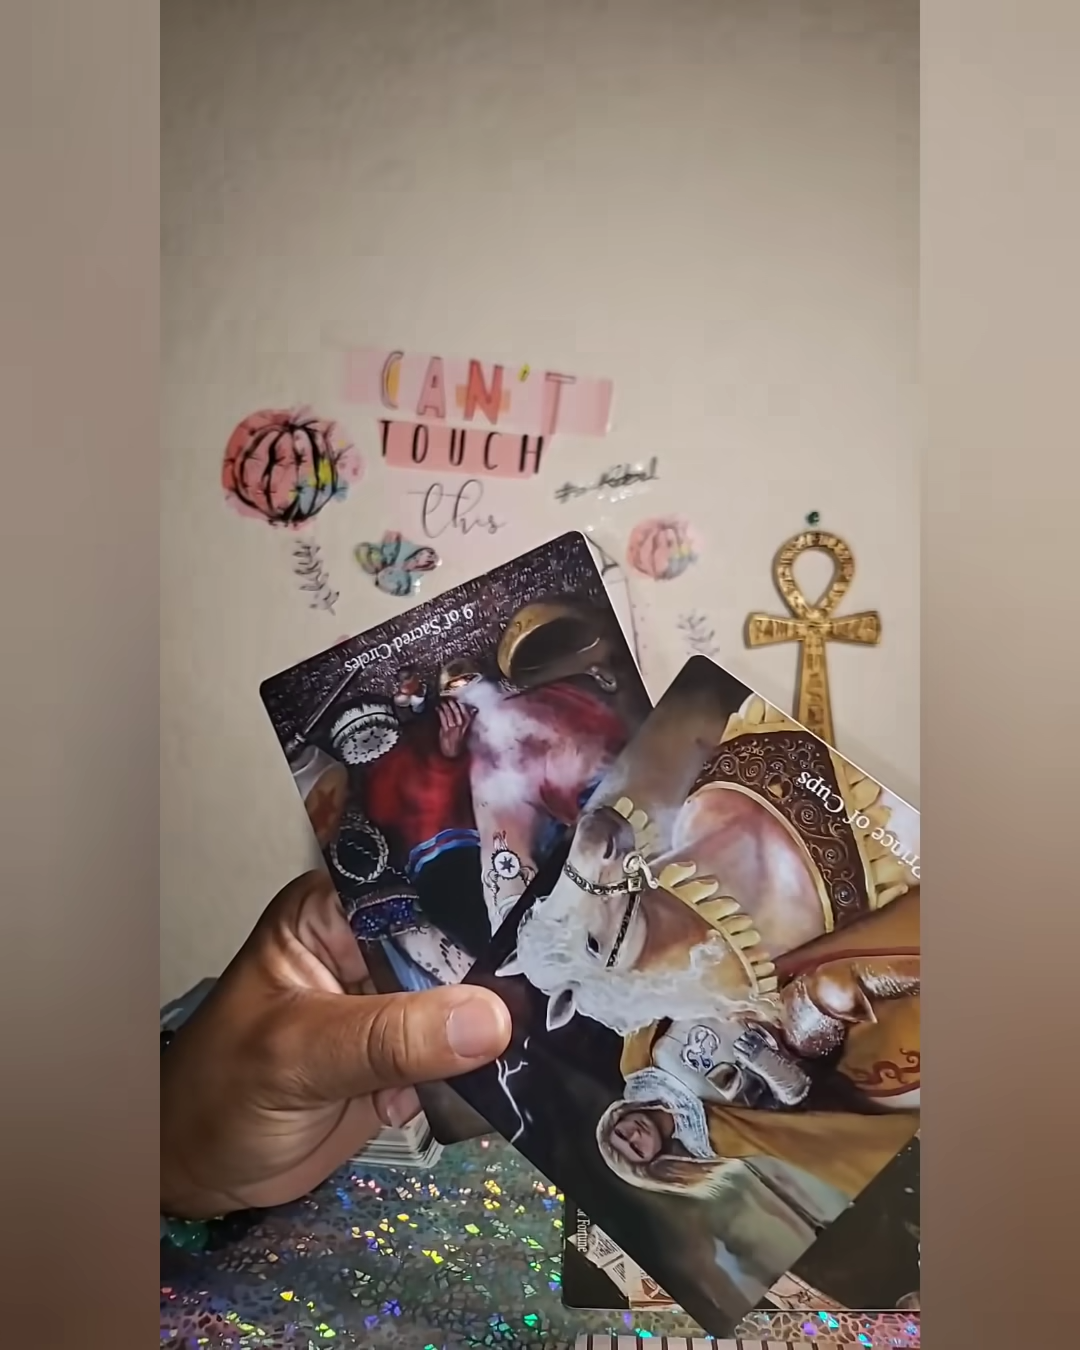 CAN'T
TOUCH
this
9 of Sacred Circles
Prince of Cups
of Fortune